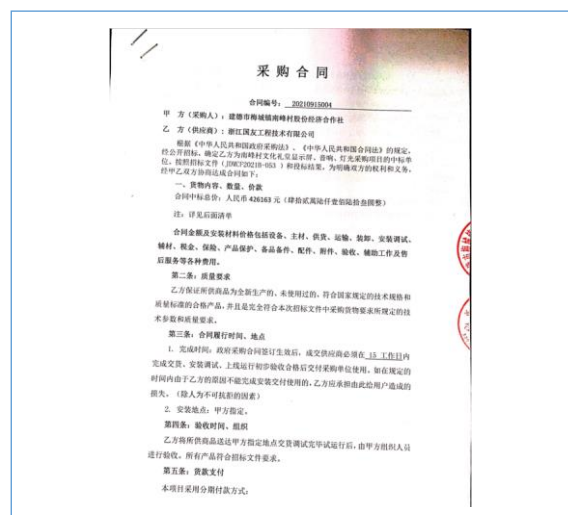 采购合同
合同编号： 20210915004
甲 方（采购人）：建德市梅城镇南峰村股份经济合作社
乙 方（供应商）：浙江国友工程技术有限公司
根据《中华人民共和国政府采购法》、《中华人民共和国合同法》的规定，
经公开招标，确定乙方为南峰村文化礼堂显示屏、音响、灯光采购项目的中标单
位。按照招标文件（JDMCP2021B-053）和投标结果，为明确双方的权利和义务，
经甲乙双方协商达成合同如下：
一、货物内容、数量、价款
合同中标总价：人民币 426163 元（肆拾贰萬陆仟壹佰陆拾叁圆整）
注：详见后面清单
合同金额及安装材料价格包括设备、主材、供货、运输、装卸、安装调试、
辅材、税金、保险、产品保护、备品备件、配件、附件、验收、辅助工作及售
后服务等各种费用。
第二条：质量要求
乙方保证所供商品为全新生产的、未使用过的，符合国家规定的技术规格和
质量标准的合格产品，并且是完全符合本次招标文件中采购货物要求所规定的技
术参数和质量要求。
第三条：合同履行时间、地点
1. 完成时间：政府采购合同签订生效后，成交供应商必须在 15 工作日内
完成交货、安装调试、上线运行初步验收合格后交付采购单位使用。如在规定的
时间内由于乙方的原因不能完成安装交付使用的，乙方应承担由此给用户造成的
损失。（除人为不可抗拒的因素）
2. 安装地点：甲方指定。
第四条：验收时间、组织
乙方将所供商品送达甲方指定地点交货调试完毕试运行后，由甲方组织人员
进行验收。所有产品符合招标文件要求。
第五条：货款支付
本项目采用分期付款方式：